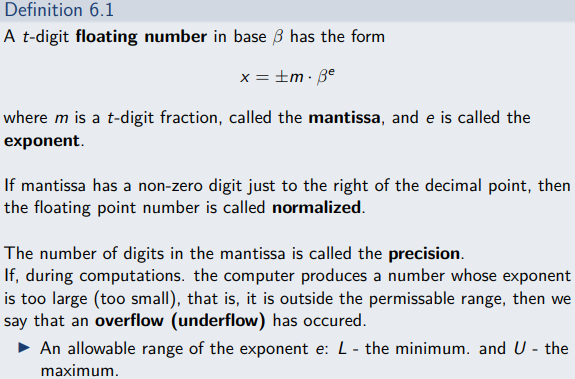 Definition 6.1
A t-digit floating number in base β has the form
x = ±m · βᵉ
where m is a t-digit fraction, called the mantissa, and e is called the
exponent.
If mantissa has a non-zero digit just to the right of the decimal point, then
the floating point number is called normalized.
The number of digits in the mantissa is called the precision.
If, during computations. the computer produces a number whose exponent
is too large (too small), that is, it is outside the permissable range, then we
say that an overflow (underflow) has occured.
▶ An allowable range of the exponent e: L - the minimum. and U - the
maximum.